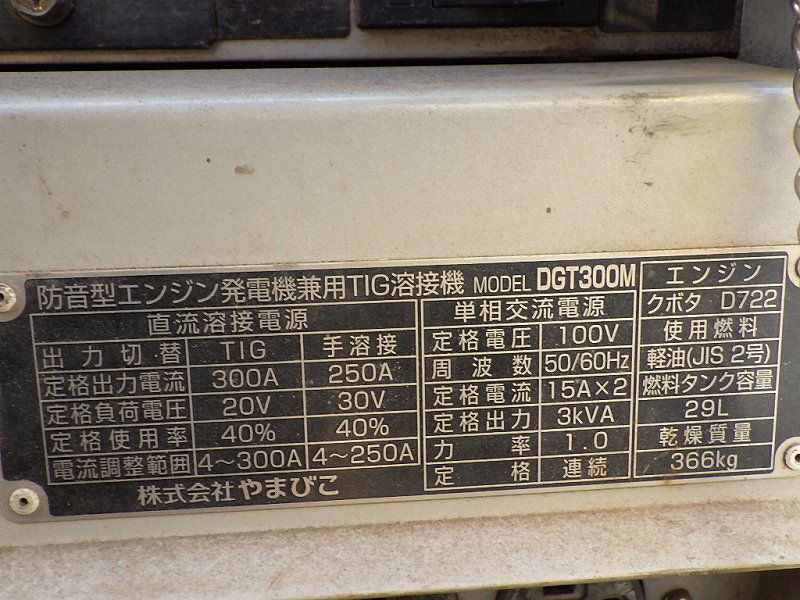 防音型エンジン発電機兼用TIG溶接機 MODEL DGT300M
直流溶接電源
出力切替 TIG 手溶接
定格出力電流 300A 250A
定格負荷電圧 20V 30V
定格使用率 40% 40%
電流調整範囲 4～300A 4～250A
株式会社やまびこ
単相交流電源
定格電圧 100V
周波数 50/60Hz
定格電流 15A×2
定格出力 3kVA
力率 1.0
定格 連続
エンジン
クボタ D722
使用燃料
軽油(JIS 2号)
燃料タンク容量
29L
乾燥質量
366kg